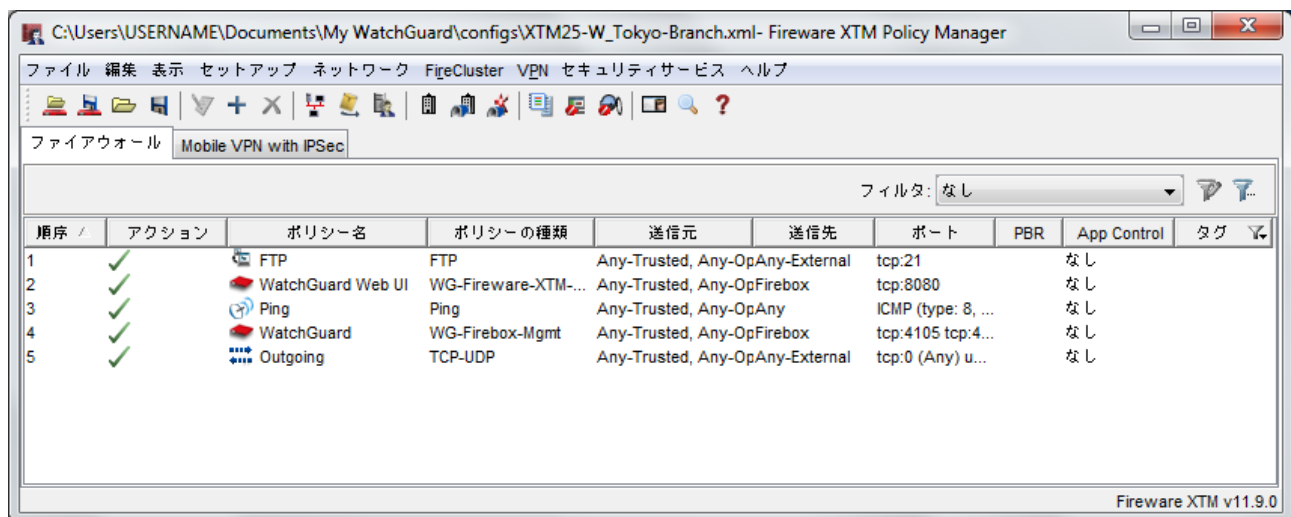 C:\Users\USERNAME\Documents\My WatchGuard\configs\XTM25-W_Tokyo-Branch.xml- Fireware XTM Policy Manager
ファイル 編集 表示 セットアップ ネットワーク FireCluster VPN セキュリティサービス ヘルプ
ファイアウォール Mobile VPN with IPSec
フィルタ: なし
順序 アクション ポリシー名 ポリシーの種類 送信元 送信先 ポート PBR App Control タグ
1 FTP FTP Any-Trusted, Any-Op Any-External tcp:21 なし
2 WatchGuard Web UI WG-Fireware-XTM-... Any-Trusted, Any-Op Firebox tcp:8080 なし
3 Ping Ping Any-Trusted, Any-Op Any ICMP (type: 8, ... なし
4 WatchGuard WG-Firebox-Mgmt Any-Trusted, Any-Op Firebox tcp:4105 tcp:4... なし
5 Outgoing TCP-UDP Any-Trusted, Any-Op Any-External tcp:0 (Any) u... なし
Fireware XTM v11.9.0